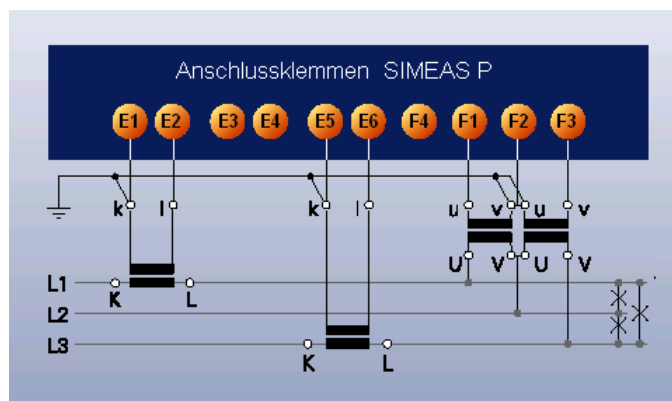 Anschlussklemmen SIMEAS P
E1 E2 E3 E4 E5 E6 F4 F1 F2 F3
k l k l u v u v
U V U V
L1 K L
L2
L3 K L